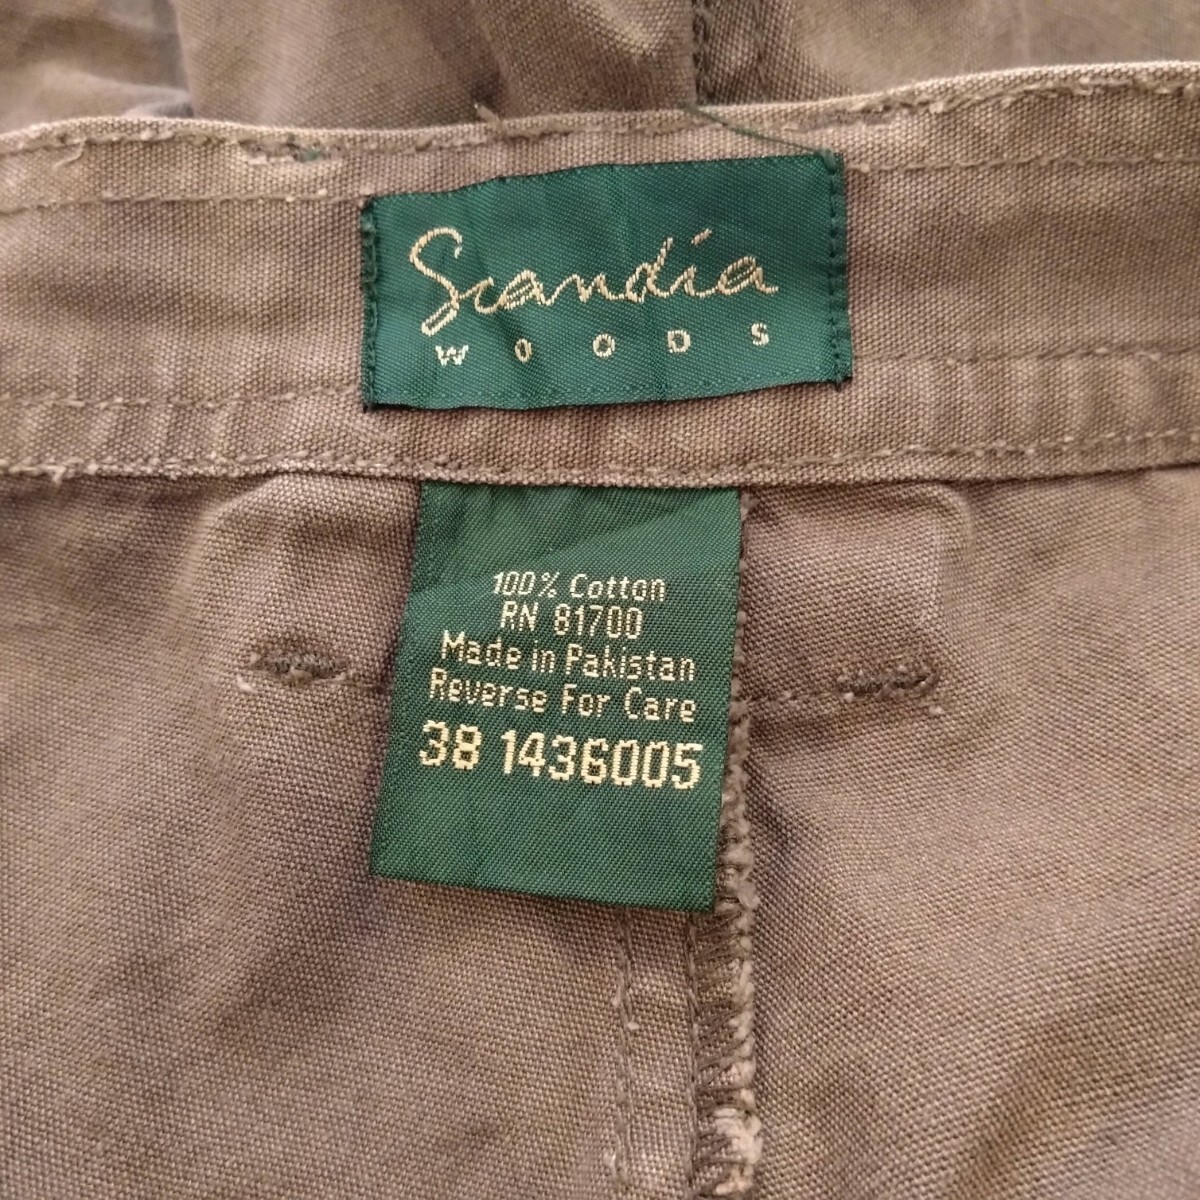 Scandia
WOODS
100% Cotton
RN 81700
Made in Pakistan
Reverse For Care
38 1436005